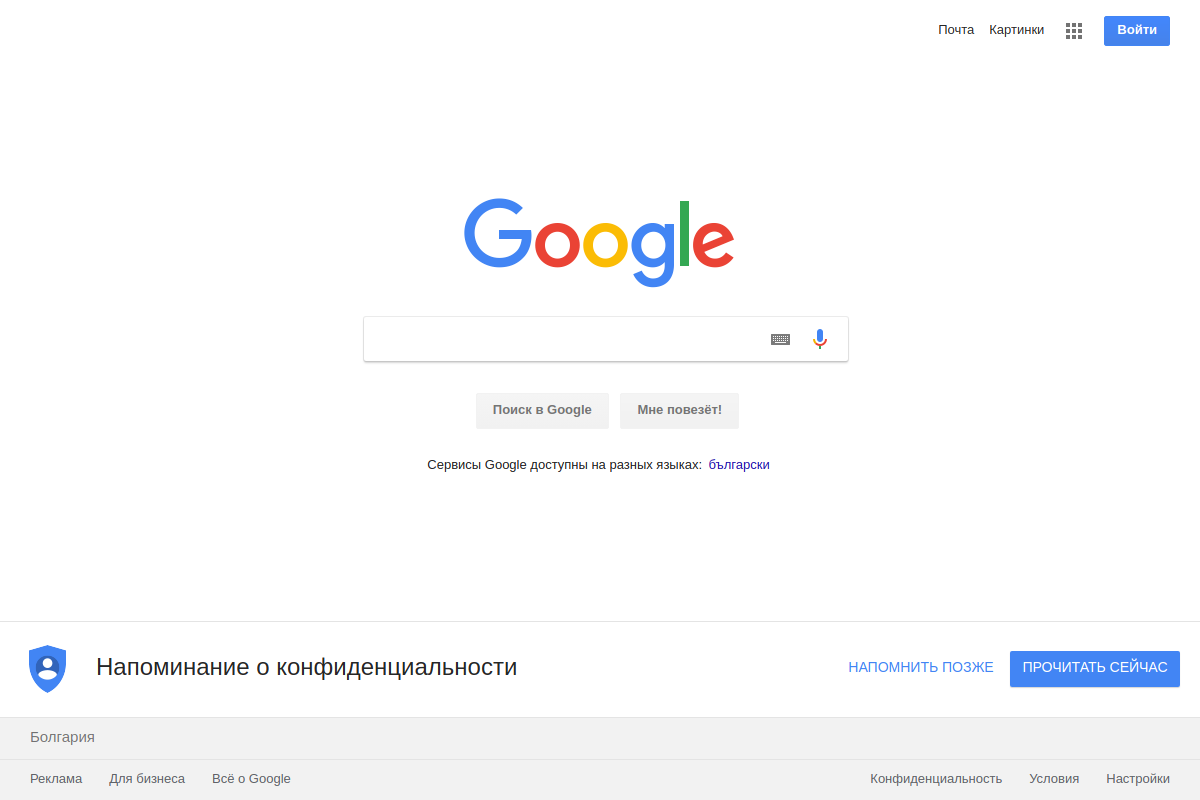 Почта Картинки Войти
Google
Поиск в Google Мне повезёт!
Сервисы Google доступны на разных языках: български
Напоминание о конфиденциальности НАПОМНИТЬ ПОЗЖЕ ПРОЧИТАТЬ СЕЙЧАС
Болгария
Реклама Для бизнеса Всё о Google Конфиденциальность Условия Настройки